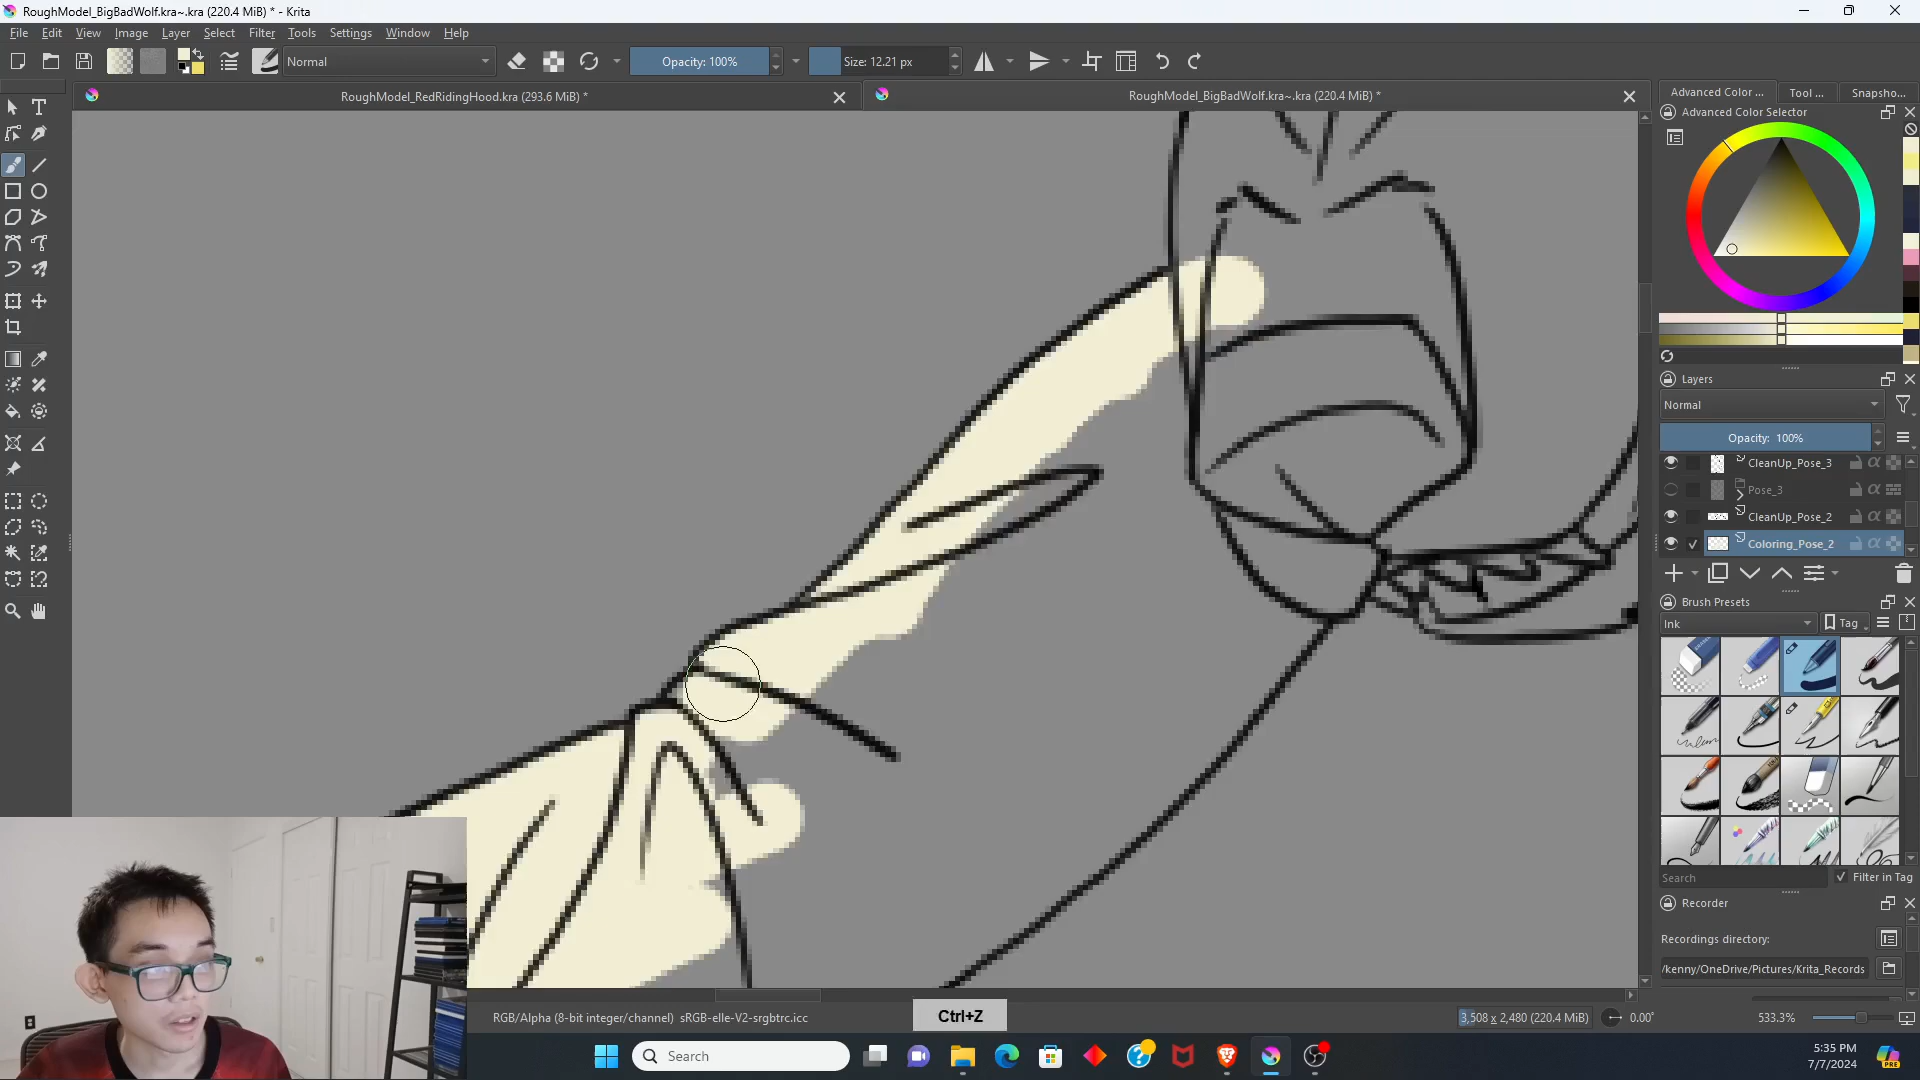 RoughModel_BigBadWolf.kra~.kra (220.4 MiB) * - Krita
File Edit View Image Layer Select Filter Tools Settings Window Help
Normal
Opacity: 100%
Size: 12.21 px
RoughModel_RedRidingHood.kra (293.6 MiB) *
RoughModel_BigBadWolf.kra~.kra (220.4 MiB) *
Advanced Color ...
Tool ...
Snapsho...
Advanced Color Selector
Layers
Normal
Opacity: 100%
CleanUp_Pose_3
Pose_3
CleanUp_Pose_2
Coloring_Pose_2
Brush Presets
Ink
Tag
Search
Filter in Tag
Recorder
Recordings directory:
/kenny/OneDrive/Pictures/Krita_Records
RGB/Alpha (8-bit integer/channel) sRGB-elle-V2-srgbtrc.icc
Ctrl+Z
3,508 x 2,480 (220.4 MiB)
0.00°
533.3%
Search
5:35 PM
7/7/2024
PRE